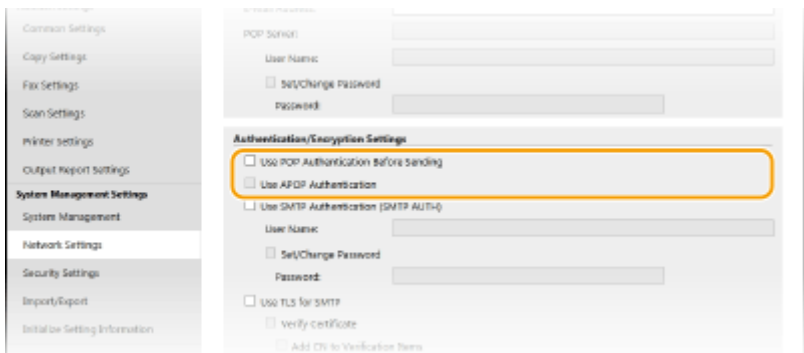 Common Settings
Copy Settings
Fax Settings
Scan Settings
Printer Settings
Output Report Settings
System Management Settings
System Management
Network Settings
Security Settings
Import/Export
Initialize Setting Information
E-Mail Address:
POP Server:
User Name:
Set/Change Password
Password:
Authentication/Encryption Settings
Use POP Authentication Before Sending
Use APOP Authentication
Use SMTP Authentication (SMTP AUTH)
User Name:
Set/Change Password
Password:
Use TLS for SMTP
Verify Certificate
Add CN to Verification Items